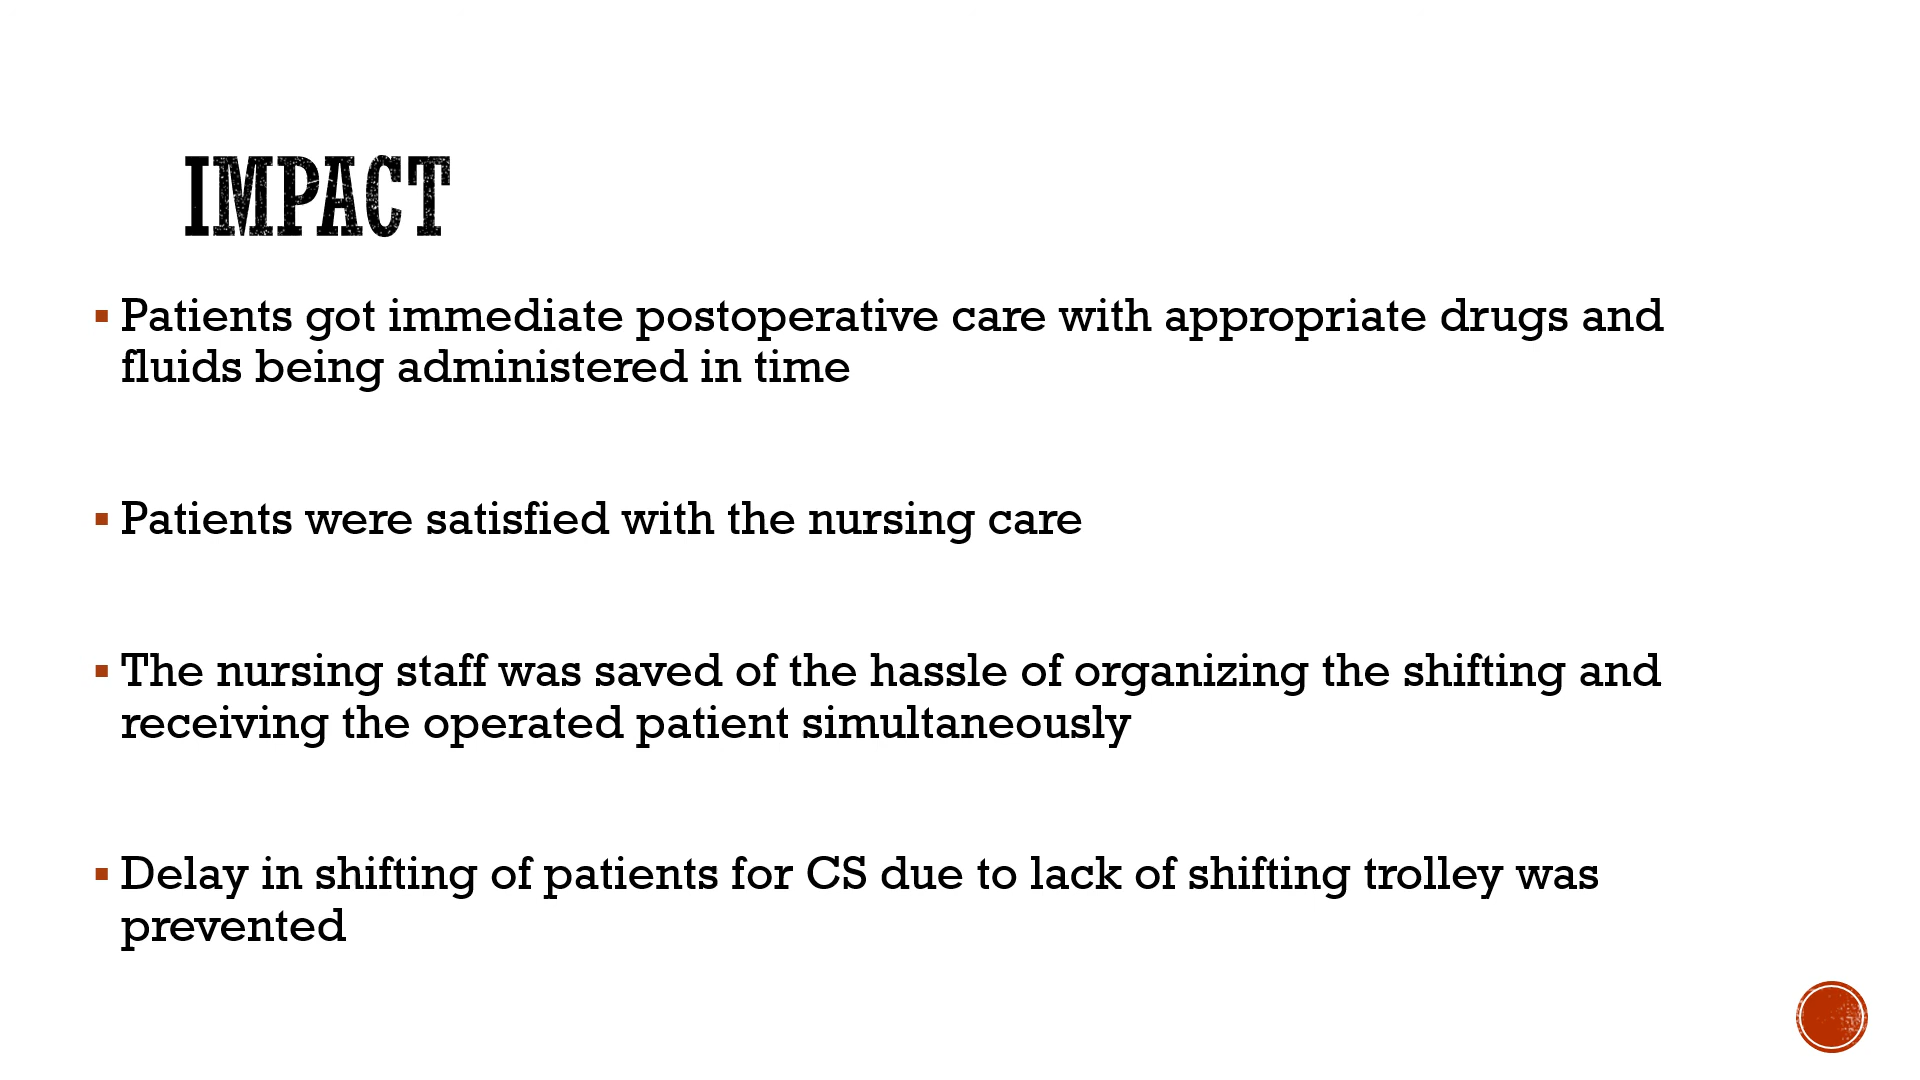 IMPACT
▪ Patients got immediate postoperative care with appropriate drugs and
fluids being administered in time
▪ Patients were satisfied with the nursing care
▪ The nursing staff was saved of the hassle of organizing the shifting and
receiving the operated patient simultaneously
▪ Delay in shifting of patients for CS due to lack of shifting trolley was
prevented